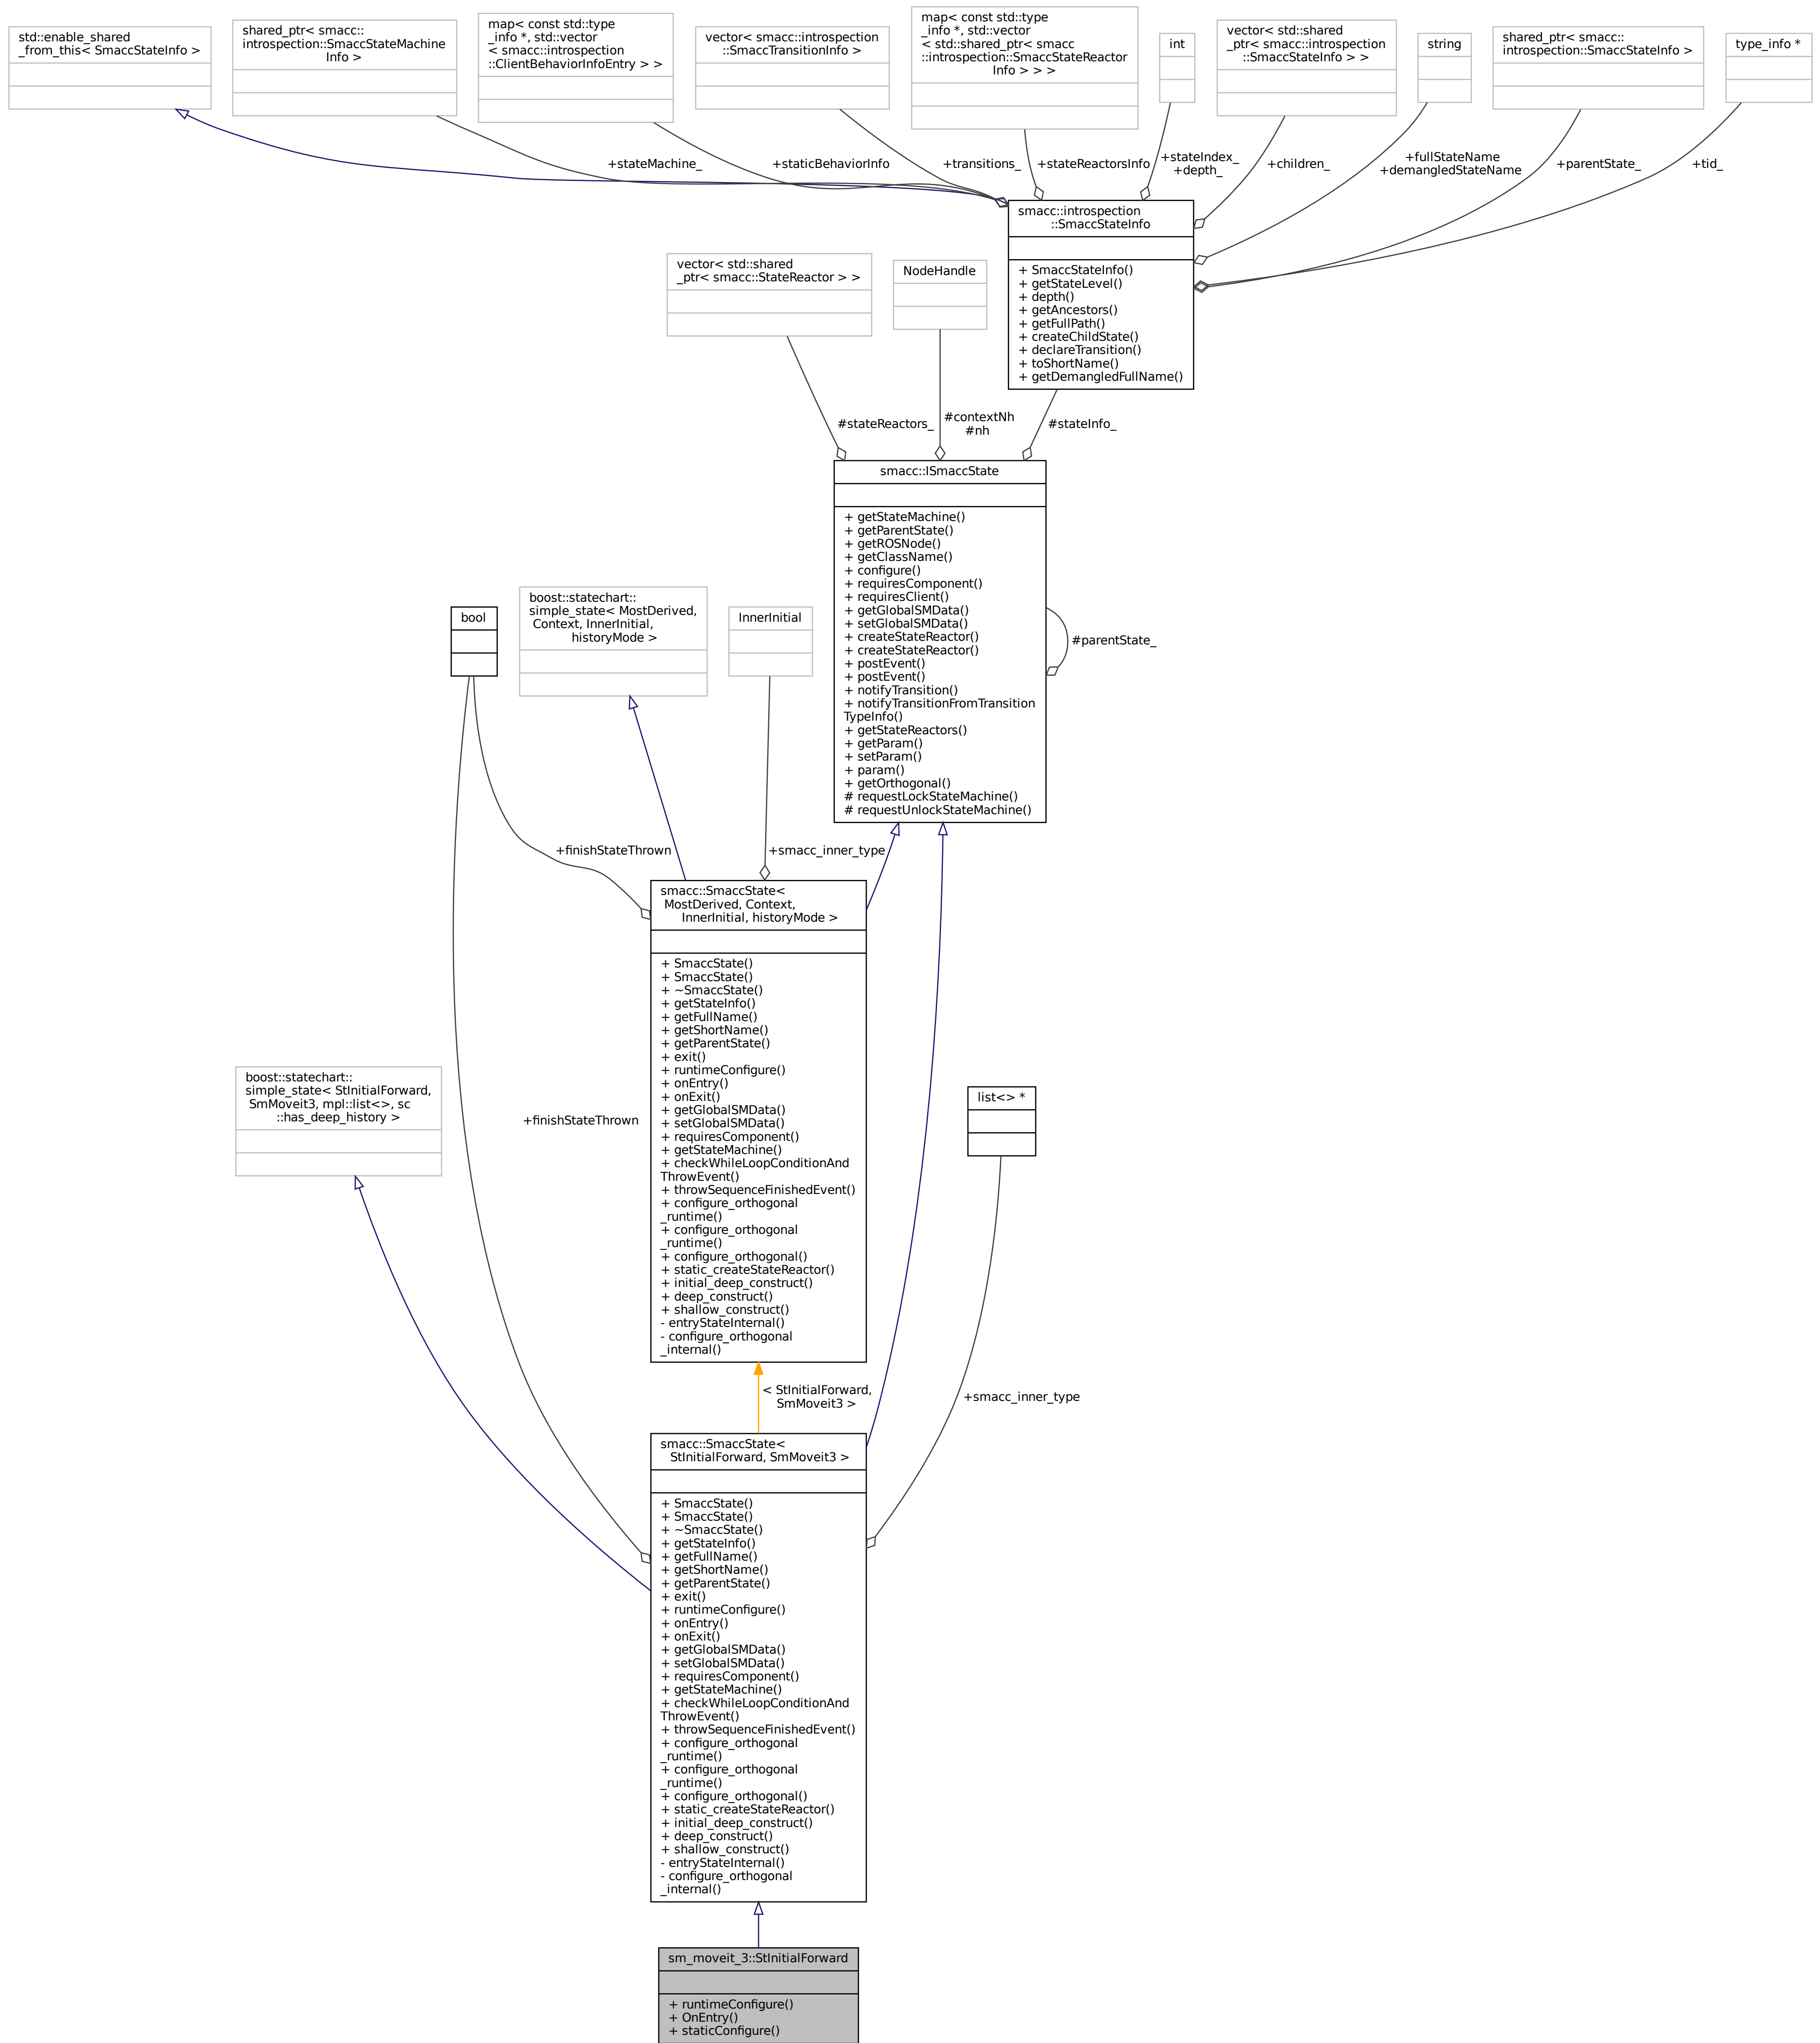 std::enable_shared
_from_this< SmaccStateInfo >
shared_ptr< smacc::
introspection::SmaccStateMachine
Info >
map< const std::type
_info *, std::vector
< smacc::introspection
::ClientBehaviorInfoEntry > >
vector< smacc::introspection
::SmaccTransitionInfo >
map< const std::type
_info *, std::vector
< std::shared_ptr< smacc
::introspection::SmaccStateReactor
Info > > >
int
vector< std::shared
_ptr< smacc::introspection
::SmaccStateInfo > >
string
shared_ptr< smacc::
introspection::SmaccStateInfo >
type_info *
+stateMachine_
+staticBehaviorInfo
+transitions_
+stateReactorsInfo
+stateIndex_
+depth_
+children_
+fullStateName
+demangledStateName
+parentState_
+tid_
smacc::introspection
::SmaccStateInfo
+ SmaccStateInfo()
+ getStateLevel()
+ depth()
+ getAncestors()
+ getFullPath()
+ createChildState()
+ declareTransition()
+ toShortName()
+ getDemangledFullName()
vector< std::shared
_ptr< smacc::StateReactor > >
NodeHandle
#stateReactors_
#contextNh
#nh
#stateInfo_
smacc::ISmaccState
+ getStateMachine()
+ getParentState()
+ getROSNode()
+ getClassName()
+ configure()
+ requiresComponent()
+ requiresClient()
+ getGlobalSMData()
+ setGlobalSMData()
+ createStateReactor()
+ createStateReactor()
+ postEvent()
+ postEvent()
+ notifyTransition()
+ notifyTransitionFromTransition
TypeInfo()
+ getStateReactors()
+ getParam()
+ setParam()
+ param()
+ getOrthogonal()
# requestLockStateMachine()
# requestUnlockStateMachine()
#parentState_
bool
boost::statechart::
simple_state< MostDerived,
Context, InnerInitial,
historyMode >
InnerInitial
+finishStateThrown
+smacc_inner_type
smacc::SmaccState<
MostDerived, Context,
InnerInitial, historyMode >
+ SmaccState()
+ SmaccState()
+ ~SmaccState()
+ getStateInfo()
+ getFullName()
+ getShortName()
+ getParentState()
+ exit()
+ runtimeConfigure()
+ onEntry()
+ onExit()
+ getGlobalSMData()
+ setGlobalSMData()
+ requiresComponent()
+ getStateMachine()
+ checkWhileLoopConditionAnd
ThrowEvent()
+ throwSequenceFinishedEvent()
+ configure_orthogonal
_runtime()
+ configure_orthogonal
_runtime()
+ configure_orthogonal()
+ static_createStateReactor()
+ initial_deep_construct()
+ deep_construct()
+ shallow_construct()
- entryStateInternal()
- configure_orthogonal
_internal()
boost::statechart::
simple_state< StInitialForward,
SmMoveit3, mpl::list<>, sc
::has_deep_history >
+finishStateThrown
list<> *
< StInitialForward,
SmMoveit3 >
+smacc_inner_type
smacc::SmaccState<
StInitialForward, SmMoveit3 >
+ SmaccState()
+ SmaccState()
+ ~SmaccState()
+ getStateInfo()
+ getFullName()
+ getShortName()
+ getParentState()
+ exit()
+ runtimeConfigure()
+ onEntry()
+ onExit()
+ getGlobalSMData()
+ setGlobalSMData()
+ requiresComponent()
+ getStateMachine()
+ checkWhileLoopConditionAnd
ThrowEvent()
+ throwSequenceFinishedEvent()
+ configure_orthogonal
_runtime()
+ configure_orthogonal
_runtime()
+ configure_orthogonal()
+ static_createStateReactor()
+ initial_deep_construct()
+ deep_construct()
+ shallow_construct()
- entryStateInternal()
- configure_orthogonal
_internal()
sm_moveit_3::StInitialForward
+ runtimeConfigure()
+ OnEntry()
+ staticConfigure()